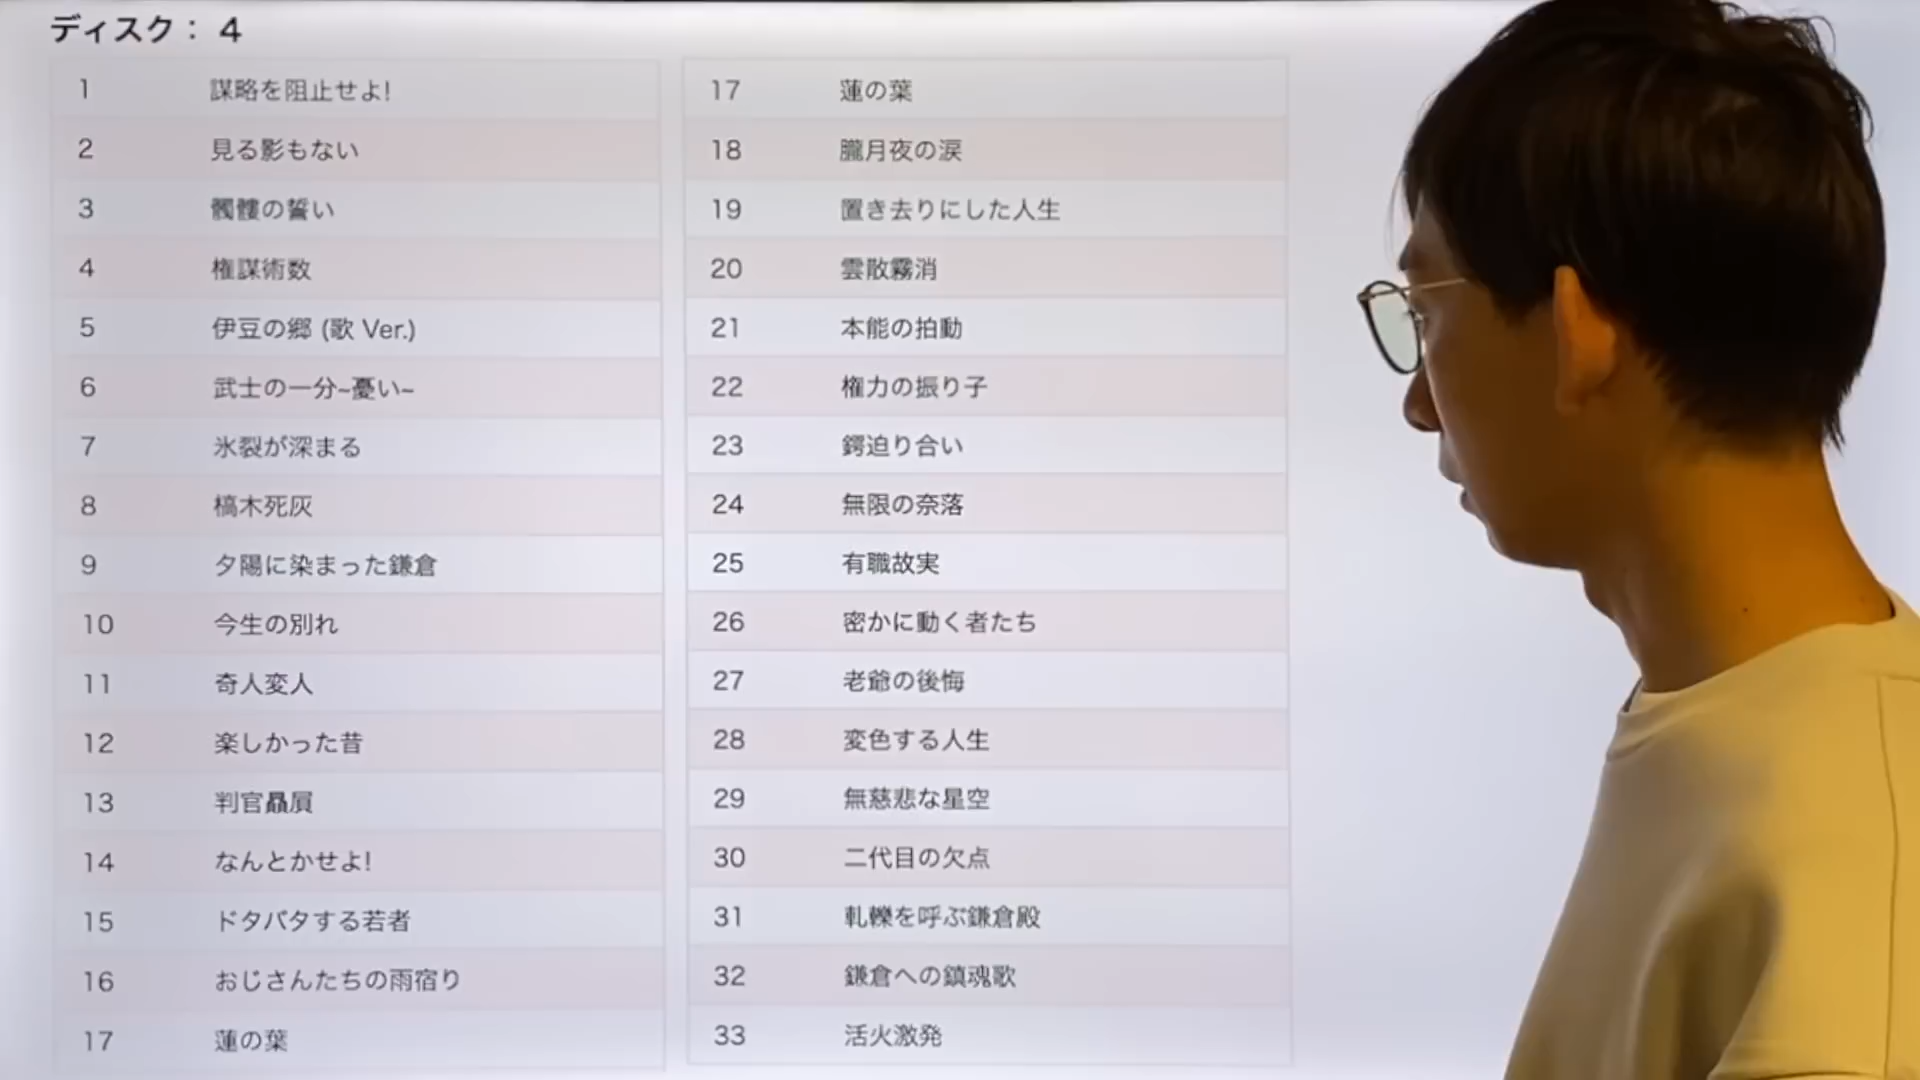 ディスク： 4
1 謀略を阻止せよ!
2 見る影もない
3 髑髏の誓い
4 権謀術数
5 伊豆の郷 (歌 Ver.)
6 武士の一分~憂い~
7 氷裂が深まる
8 槁木死灰
9 夕陽に染まった鎌倉
10 今生の別れ
11 奇人変人
12 楽しかった昔
13 判官贔屓
14 なんとかせよ!
15 ドタバタする若者
16 おじさんたちの雨宿り
17 蓮の葉
17 蓮の葉
18 朧月夜の涙
19 置き去りにした人生
20 雲散霧消
21 本能の拍動
22 権力の振り子
23 鍔迫り合い
24 無限の奈落
25 有職故実
26 密かに動く者たち
27 老爺の後悔
28 変色する人生
29 無慈悲な星空
30 二代目の欠点
31 軋轢を呼ぶ鎌倉殿
32 鎌倉への鎮魂歌
33 活火激発